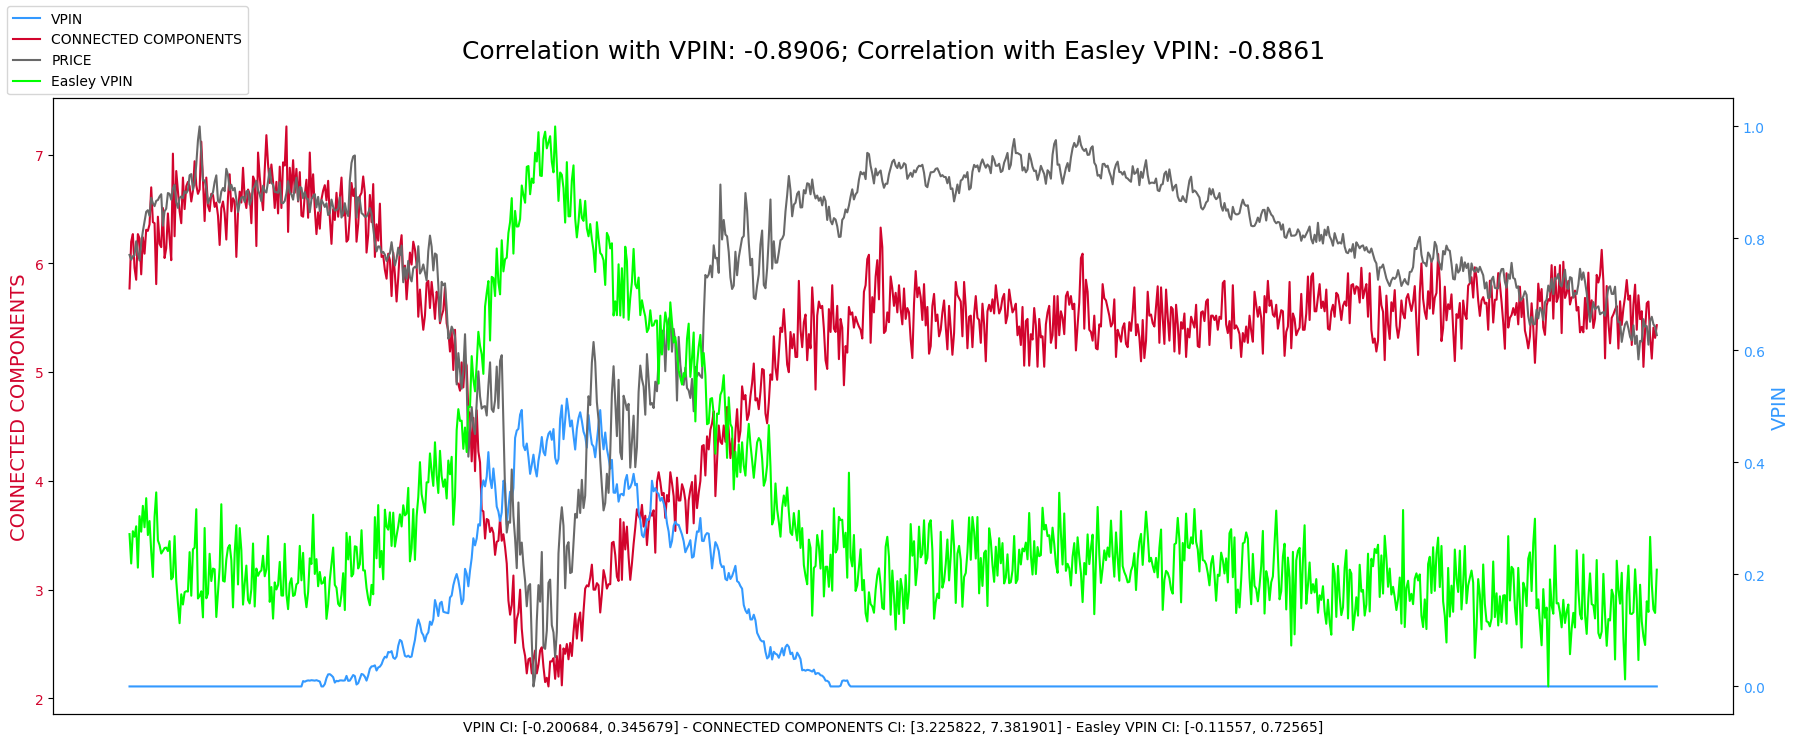 VPIN
CONNECTED COMPONENTS
PRICE
Easley VPIN
Correlation with VPIN: -0.8906; Correlation with Easley VPIN: -0.8861
CONNECTED COMPONENTS
7
6
5
4
3
2
1.0
0.8
0.6
0.4
0.2
0.0
VPIN
VPIN CI: [-0.200684, 0.345679] - CONNECTED COMPONENTS CI: [3.225822, 7.381901] - Easley VPIN CI: [-0.11557, 0.72565]